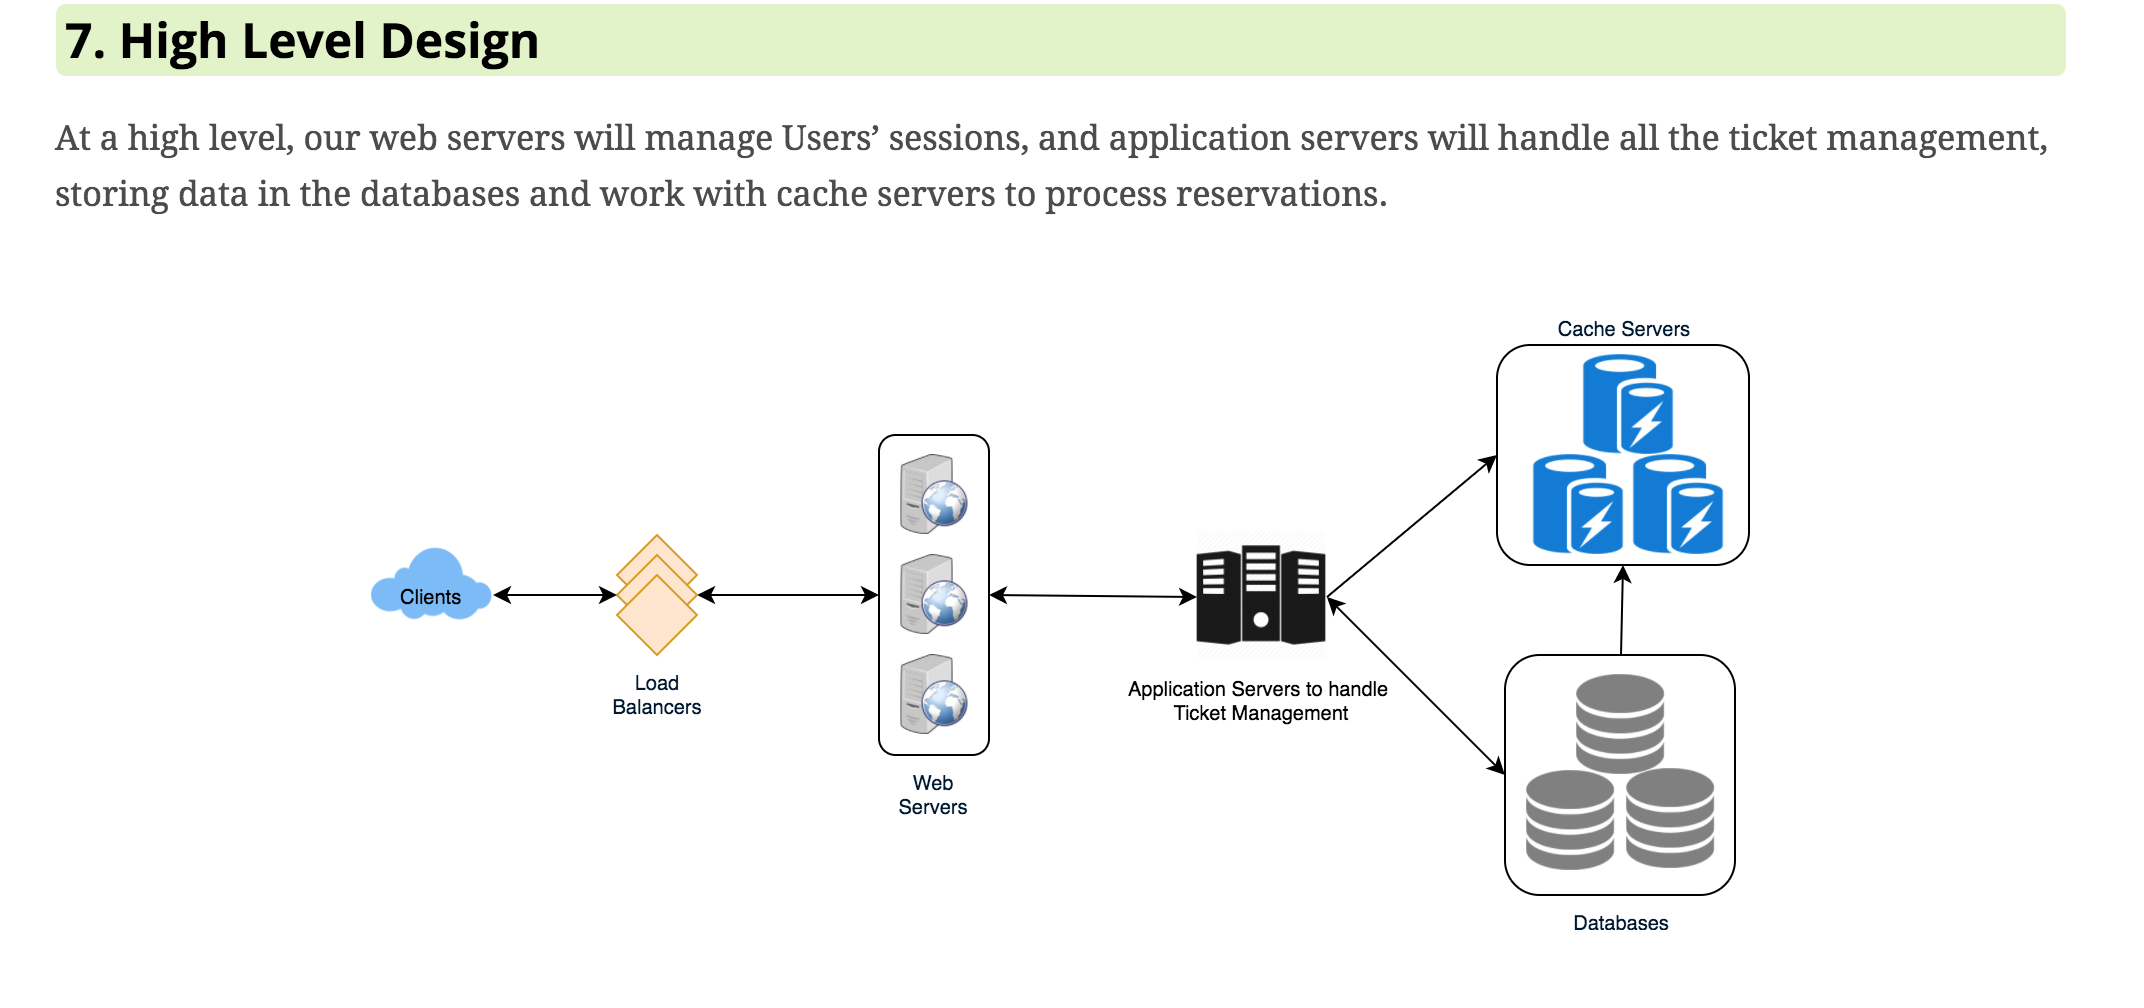 7. High Level Design
At a high level, our web servers will manage Users’ sessions, and application servers will handle all the ticket management,
storing data in the databases and work with cache servers to process reservations.
Cache Servers
Clients
Load
Balancers
Application Servers to handle
Ticket Management
Web
Servers
Databases